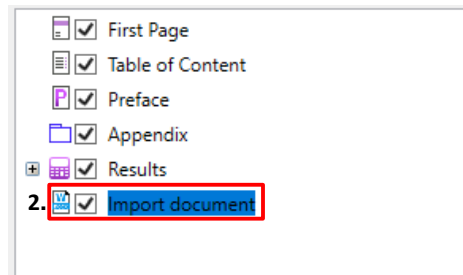 First Page
Table of Content
Preface
Appendix
Results
2. Import document